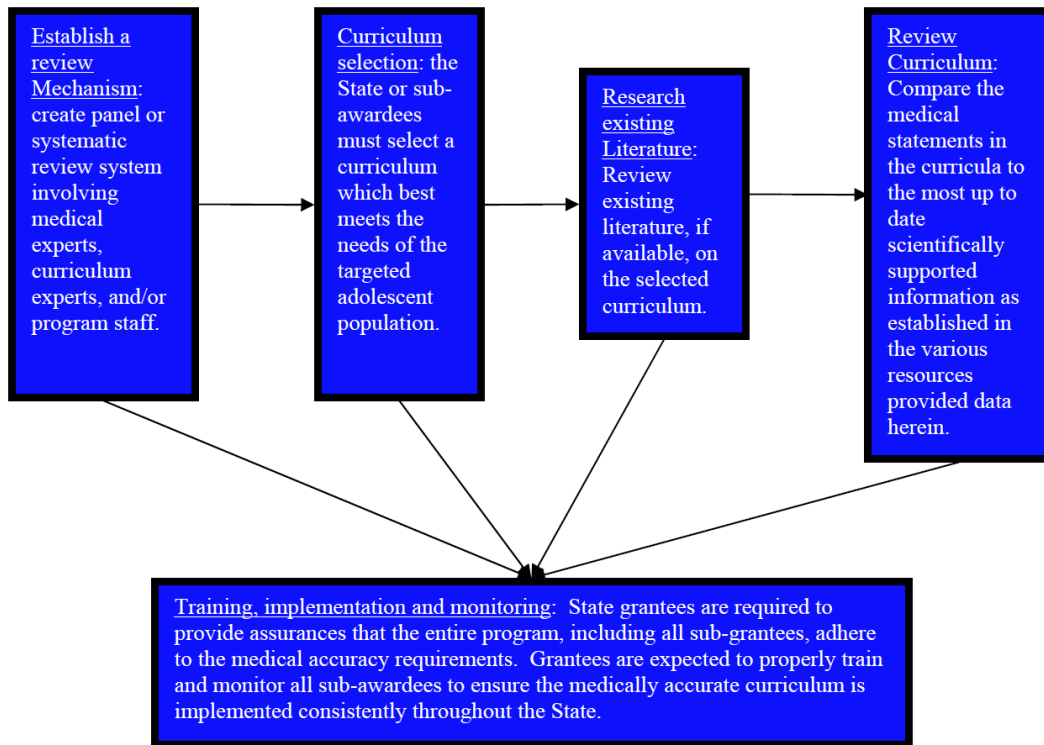 Establish a
review
Mechanism:
create panel or
systematic
review system
involving
medical
experts,
curriculum
experts, and/or
program staff.
Curriculum
selection: the
State or sub-
awardees
must select a
curriculum
which best
meets the
needs of the
targeted
adolescent
population.
Research
existing
Literature:
Review
existing
literature, if
available, on
the selected
curriculum.
Review
Curriculum:
Compare the
medical
statements in
the curricula to
the most up to
date
scientifically
supported
information as
established in
the various
resources
provided data
herein.
Training, implementation and monitoring: State grantees are required to
provide assurances that the entire program, including all sub-grantees, adhere
to the medical accuracy requirements. Grantees are expected to properly train
and monitor all sub-awardees to ensure the medically accurate curriculum is
implemented consistently throughout the State.